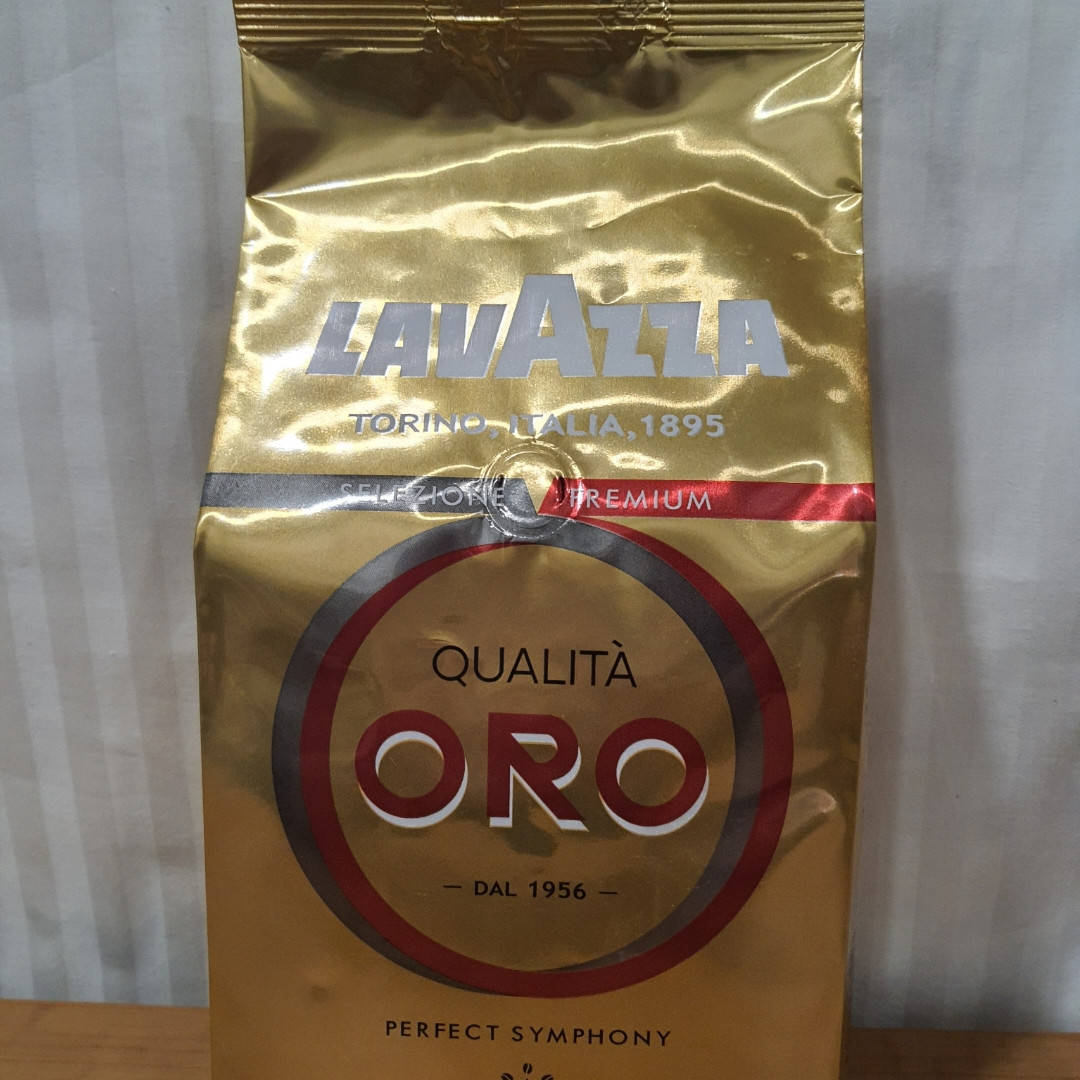 LAVAZZA
TORINO, ITALIA, 1895
SELEZIONE PREMIUM
QUALITÀ
ORO
— DAL 1956 —
PERFECT SYMPHONY